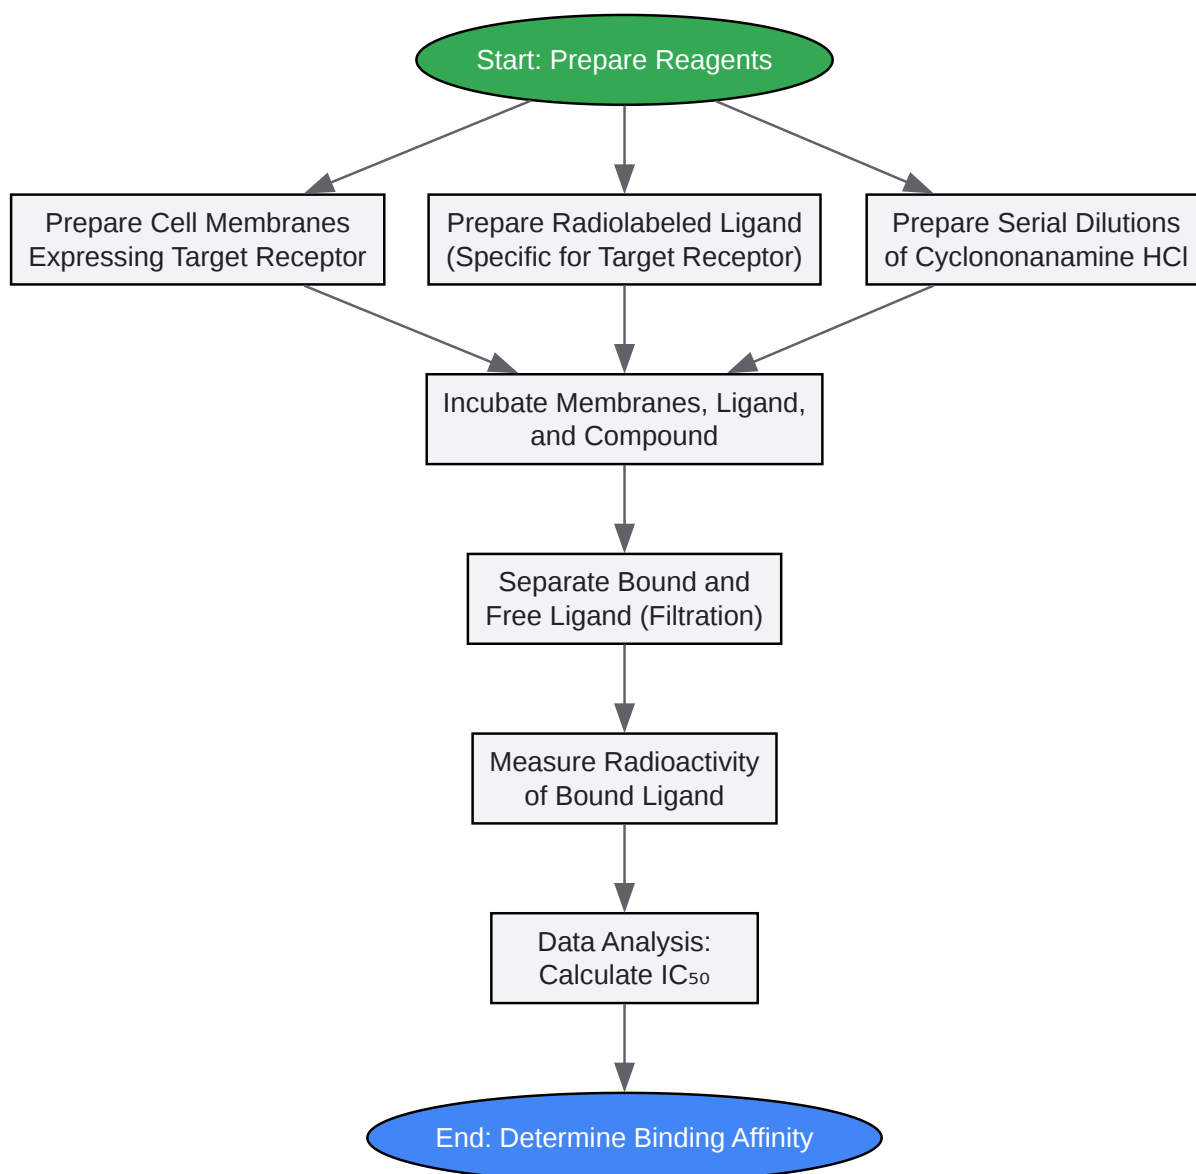 Start: Prepare Reagents
Prepare Cell Membranes
Expressing Target Receptor
Prepare Radiolabeled Ligand
(Specific for Target Receptor)
Prepare Serial Dilutions
of Cyclononanamine HCl
Incubate Membranes, Ligand,
and Compound
Separate Bound and
Free Ligand (Filtration)
Measure Radioactivity
of Bound Ligand
Data Analysis:
Calculate IC₅₀
End: Determine Binding Affinity